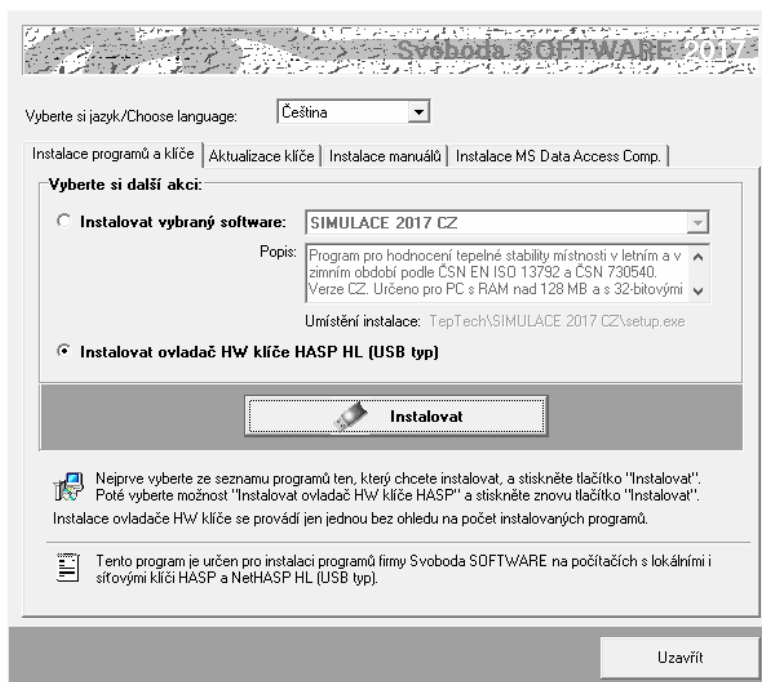 Svoboda SOFTWARE 2017
Vyberte si jazyk/Choose language: Čeština
Instalace programů a klíče Aktualizace klíče Instalace manuálů Instalace MS Data Access Comp.
Vyberte si další akci:
Instalovat vybraný software: SIMULACE 2017 CZ
Popis: Program pro hodnocení tepelné stability místnosti v letním a v
zimním období podle ČSN EN ISO 13792 a ČSN 730540.
Verze CZ. Určeno pro PC s RAM nad 128 MB a s 32-bitovými
Umístění instalace: TepTech\SIMULACE 2017 CZ\setup.exe
Instalovat ovladač HW klíče HASP HL (USB typ)
Instalovat
Nejprve vyberte ze seznamu programů ten, který chcete instalovat, a stiskněte tlačítko "Instalovat".
Poté vyberte možnost "Instalovat ovladač HW klíče HASP" a stiskněte znovu tlačítko "Instalovat".
Instalace ovladače HW klíče se provádí jen jednou bez ohledu na počet instalovaných programů.
Tento program je určen pro instalaci programů firmy Svoboda SOFTWARE na počítačích s lokálními i
síťovými klíči HASP a NetHASP HL (USB typ).
Uzavřít